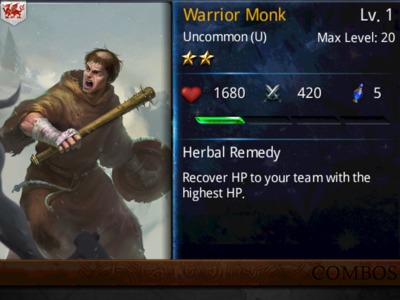 Warrior Monk Lv. 1
Uncommon (U) Max Level: 20
1680 420 5
Herbal Remedy
Recover HP to your team with the
highest HP.
COMBOS